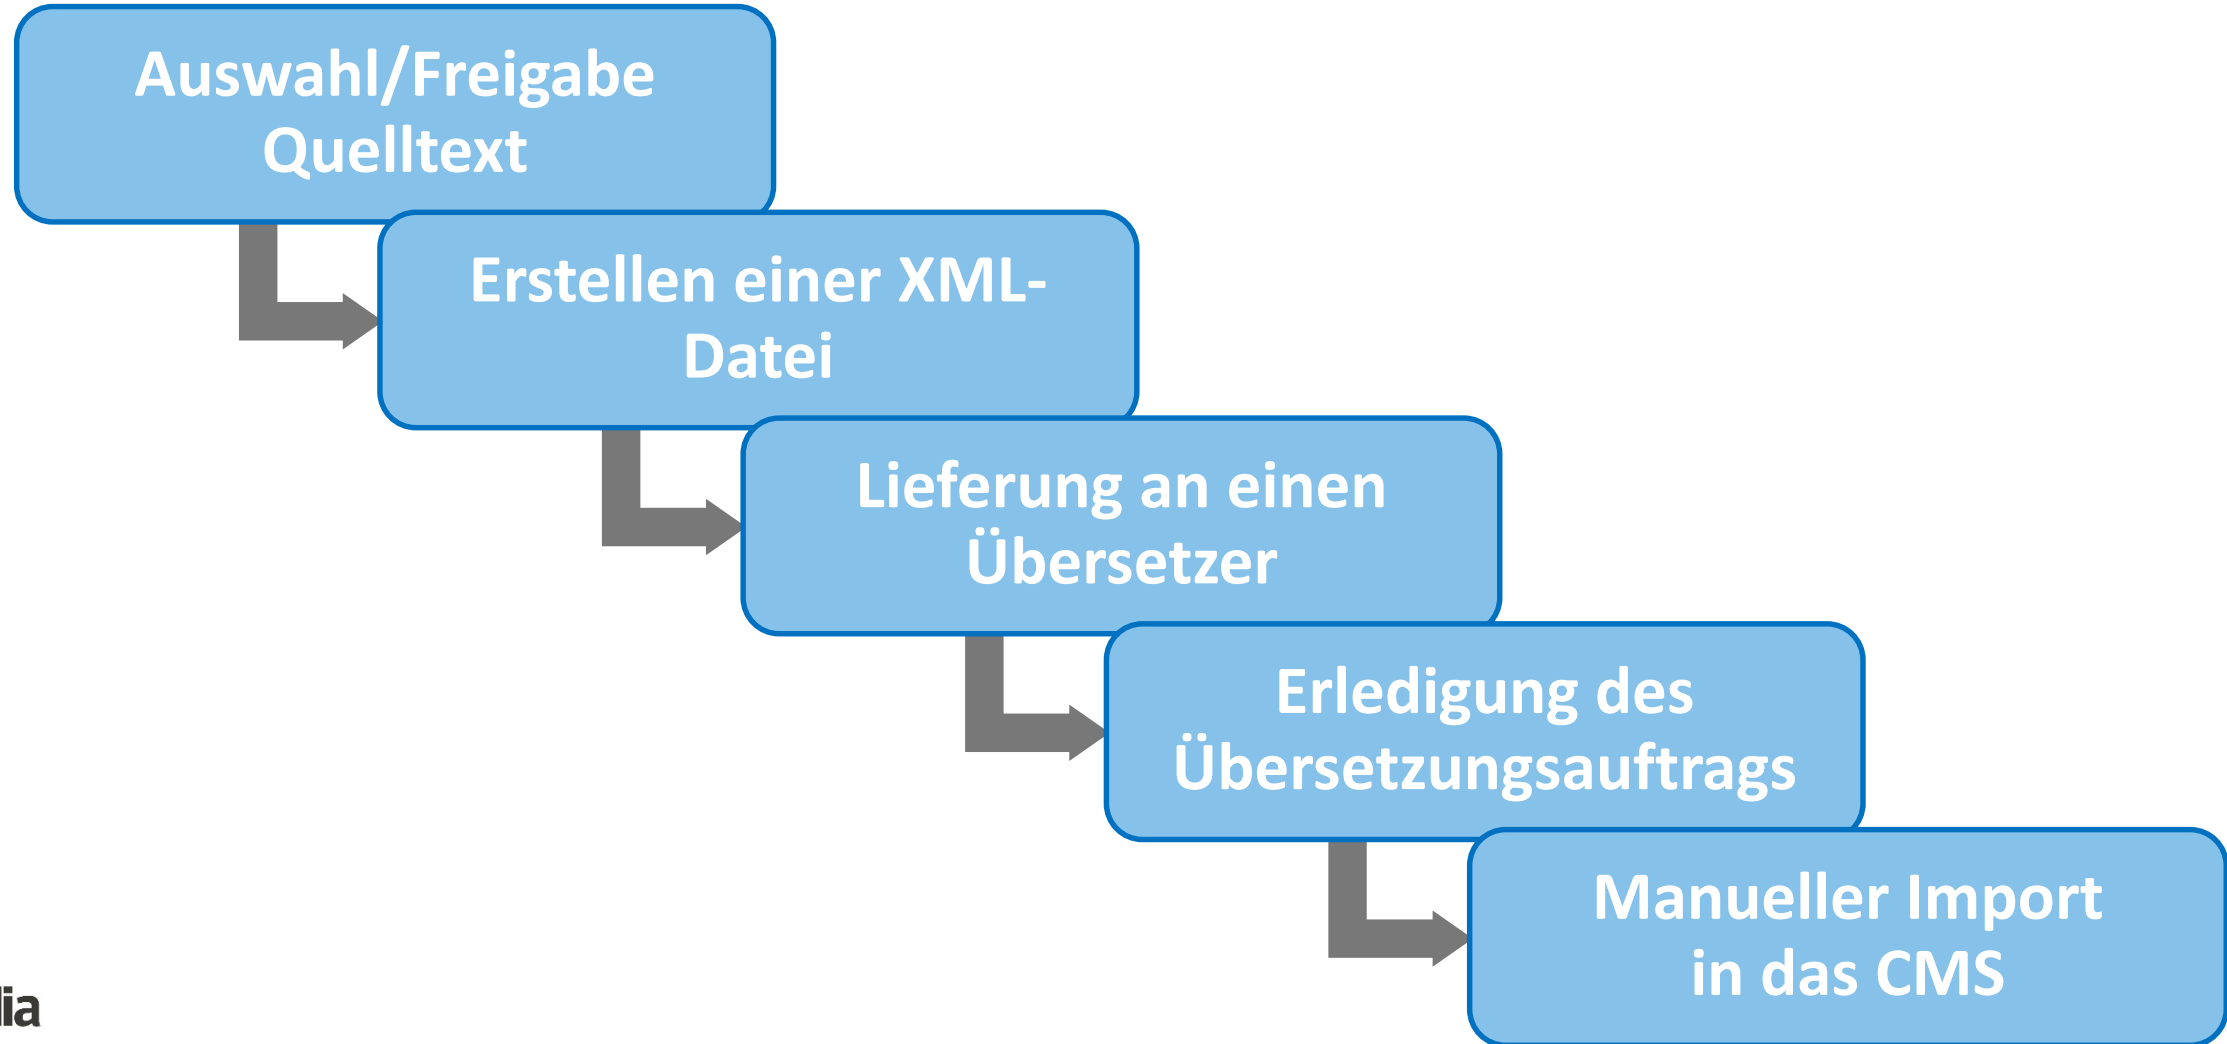 Auswahl/Freigabe
Quelltext
Erstellen einer XML-
Datei
Lieferung an einen
Übersetzer
Erledigung des
Übersetzungsauftrags
Manueller Import
in das CMS